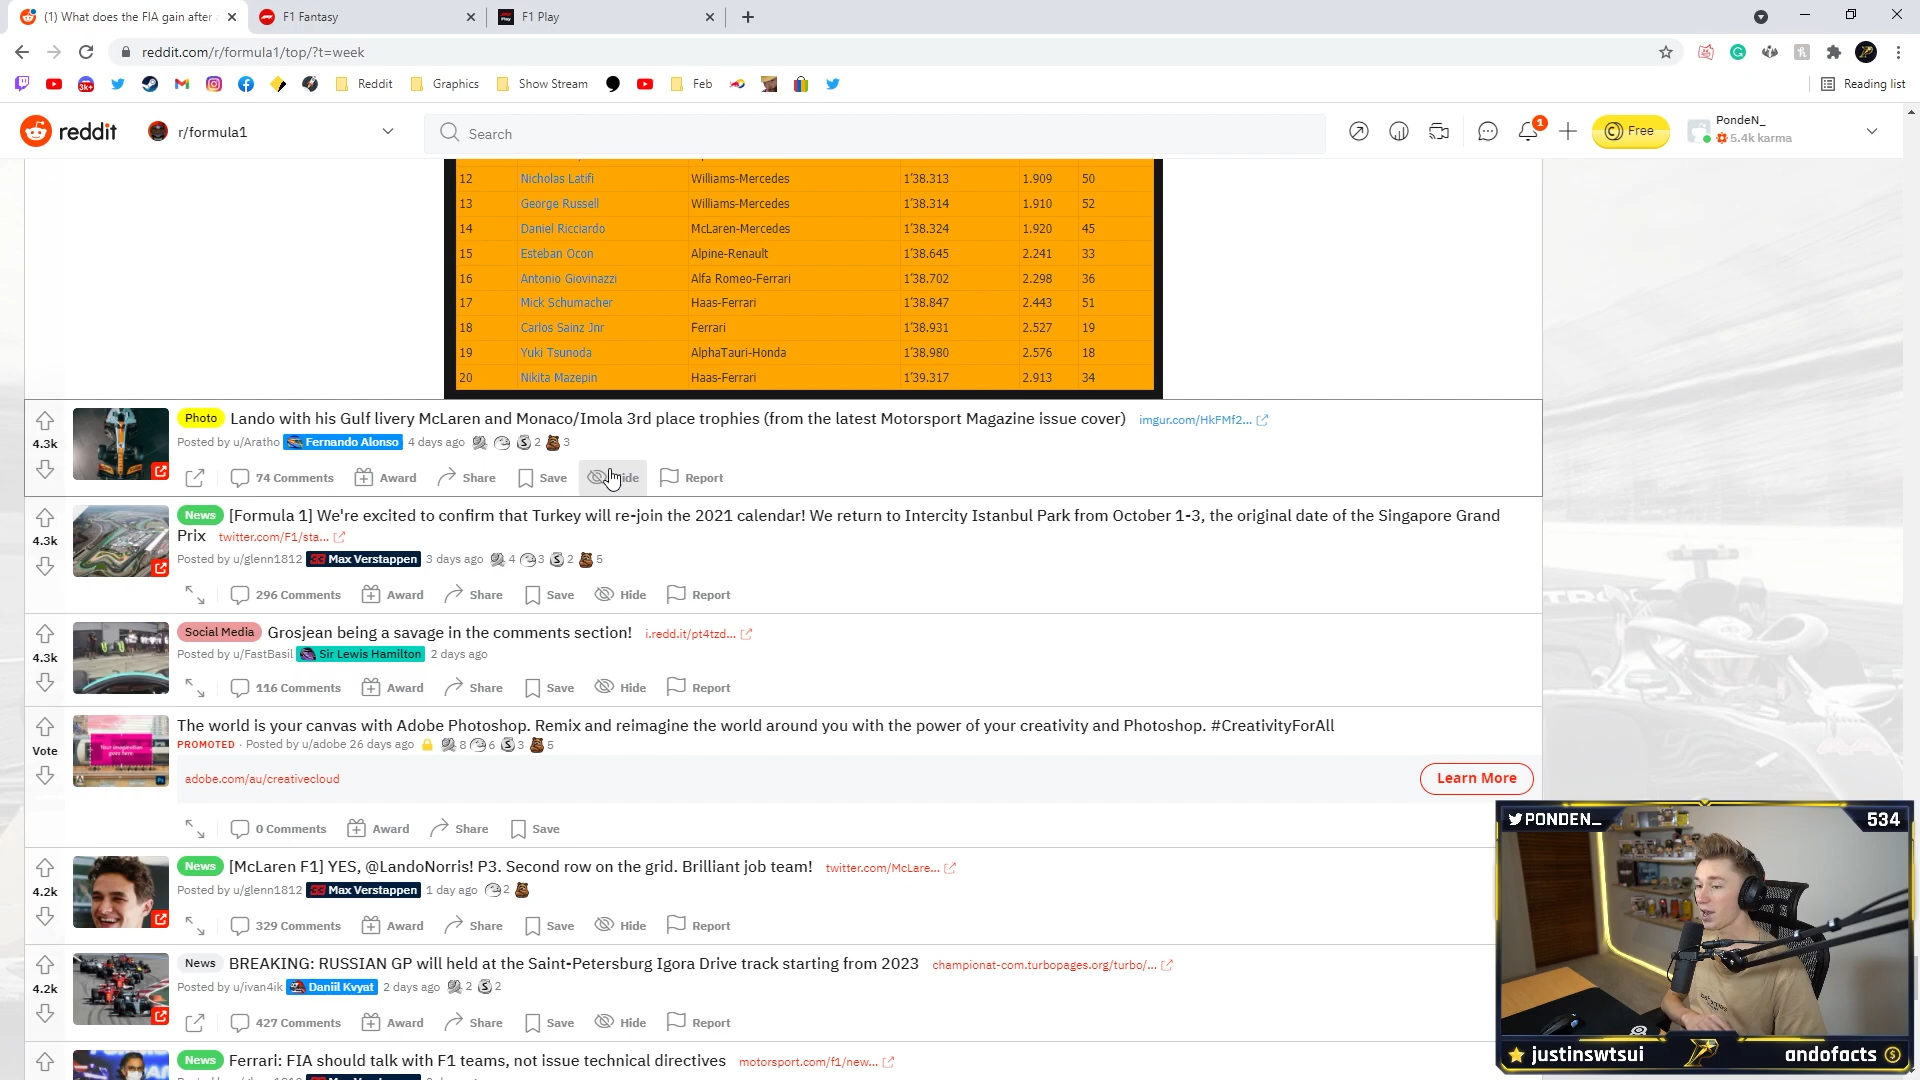 (1) What does the FIA gain after
F1 Fantasy
F1 Play
reddit.com/r/formula1/top/?t=week
Reddit
Graphics
Show Stream
Feb
Reading list
reddit
r/formula1
Search
1
Free
PondeN_
5.4k karma
12 Nicholas Latifi Williams-Mercedes 1'38.313 1.909 50
13 George Russell Williams-Mercedes 1'38.314 1.910 52
14 Daniel Ricciardo McLaren-Mercedes 1'38.324 1.920 45
15 Esteban Ocon Alpine-Renault 1'38.645 2.241 33
16 Antonio Giovinazzi Alfa Romeo-Ferrari 1'38.702 2.298 36
17 Mick Schumacher Haas-Ferrari 1'38.847 2.443 51
18 Carlos Sainz Jnr Ferrari 1'38.931 2.527 19
19 Yuki Tsunoda AlphaTauri-Honda 1'38.980 2.576 18
20 Nikita Mazepin Haas-Ferrari 1'39.317 2.913 34
4.3k
Photo Lando with his Gulf livery McLaren and Monaco/Imola 3rd place trophies (from the latest Motorsport Magazine issue cover) imgur.com/HkFMf2...
Posted by u/Aratho Fernando Alonso 4 days ago 2 3
74 Comments Award Share Save Hide Report
4.3k
News [Formula 1] We're excited to confirm that Turkey will re-join the 2021 calendar! We return to Intercity Istanbul Park from October 1-3, the original date of the Singapore Grand
Prix twitter.com/F1/sta...
Posted by u/glenn1812 33 Max Verstappen 3 days ago 4 3 2 5
296 Comments Award Share Save Hide Report
4.3k
Social Media Grosjean being a savage in the comments section! i.redd.it/pt4tzd...
Posted by u/FastBasil Sir Lewis Hamilton 2 days ago
116 Comments Award Share Save Hide Report
Vote
The world is your canvas with Adobe Photoshop. Remix and reimagine the world around you with the power of your creativity and Photoshop. #CreativityForAll
PROMOTED · Posted by u/adobe 26 days ago 8 6 3 5
adobe.com/au/creativecloud
Learn More
0 Comments Award Share Save
4.2k
News [McLaren F1] YES, @LandoNorris! P3. Second row on the grid. Brilliant job team! twitter.com/McLare...
Posted by u/glenn1812 33 Max Verstappen 1 day ago 2
329 Comments Award Share Save Hide Report
4.2k
News BREAKING: RUSSIAN GP will held at the Saint-Petersburg Igora Drive track starting from 2023 championat-com.turbopages.org/turbo/...
Posted by u/ivan4ik Daniil Kvyat 2 days ago 2 2
427 Comments Award Share Save Hide Report
News Ferrari: FIA should talk with F1 teams, not issue technical directives motorsport.com/f1/new...
PONDEN_
534
justinswtsui
andofacts